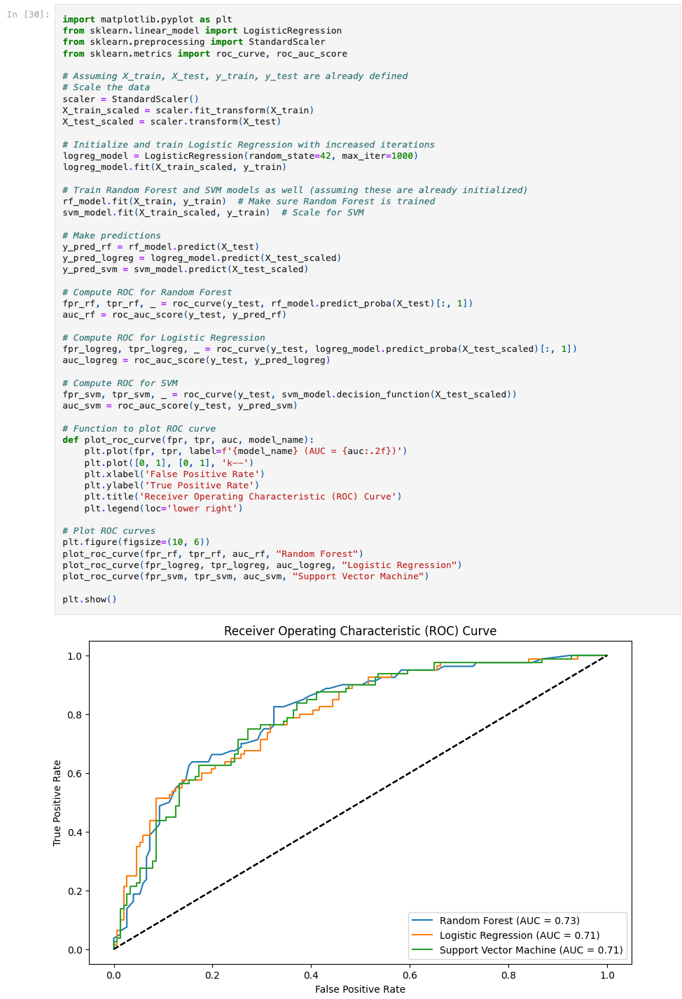 In [30]:
import matplotlib.pyplot as plt
from sklearn.linear_model import LogisticRegression
from sklearn.preprocessing import StandardScaler
from sklearn.metrics import roc_curve, roc_auc_score

# Assuming X_train, X_test, y_train, y_test are already defined
# Scale the data
scaler = StandardScaler()
X_train_scaled = scaler.fit_transform(X_train)
X_test_scaled = scaler.transform(X_test)

# Initialize and train Logistic Regression with increased iterations
logreg_model = LogisticRegression(random_state=42, max_iter=1000)
logreg_model.fit(X_train_scaled, y_train)

# Train Random Forest and SVM models as well (assuming these are already initialized)
rf_model.fit(X_train, y_train)  # Make sure Random Forest is trained
svm_model.fit(X_train_scaled, y_train)  # Scale for SVM

# Make predictions
y_pred_rf = rf_model.predict(X_test)
y_pred_logreg = logreg_model.predict(X_test_scaled)
y_pred_svm = svm_model.predict(X_test_scaled)

# Compute ROC for Random Forest
fpr_rf, tpr_rf, _ = roc_curve(y_test, rf_model.predict_proba(X_test)[:, 1])
auc_rf = roc_auc_score(y_test, y_pred_rf)

# Compute ROC for Logistic Regression
fpr_logreg, tpr_logreg, _ = roc_curve(y_test, logreg_model.predict_proba(X_test_scaled)[:, 1])
auc_logreg = roc_auc_score(y_test, y_pred_logreg)

# Compute ROC for SVM
fpr_svm, tpr_svm, _ = roc_curve(y_test, svm_model.decision_function(X_test_scaled))
auc_svm = roc_auc_score(y_test, y_pred_svm)

# Function to plot ROC curve
def plot_roc_curve(fpr, tpr, auc, model_name):
    plt.plot(fpr, tpr, label=f'{model_name} (AUC = {auc:.2f})')
    plt.plot([0, 1], [0, 1], 'k--')
    plt.xlabel('False Positive Rate')
    plt.ylabel('True Positive Rate')
    plt.title('Receiver Operating Characteristic (ROC) Curve')
    plt.legend(loc='lower right')

# Plot ROC curves
plt.figure(figsize=(10, 6))
plot_roc_curve(fpr_rf, tpr_rf, auc_rf, "Random Forest")
plot_roc_curve(fpr_logreg, tpr_logreg, auc_logreg, "Logistic Regression")
plot_roc_curve(fpr_svm, tpr_svm, auc_svm, "Support Vector Machine")

plt.show()
Receiver Operating Characteristic (ROC) Curve
True Positive Rate
1.0
0.8
0.6
0.4
0.2
0.0
Random Forest (AUC = 0.73)
Logistic Regression (AUC = 0.71)
Support Vector Machine (AUC = 0.71)
0.0 0.2 0.4 0.6 0.8 1.0
False Positive Rate